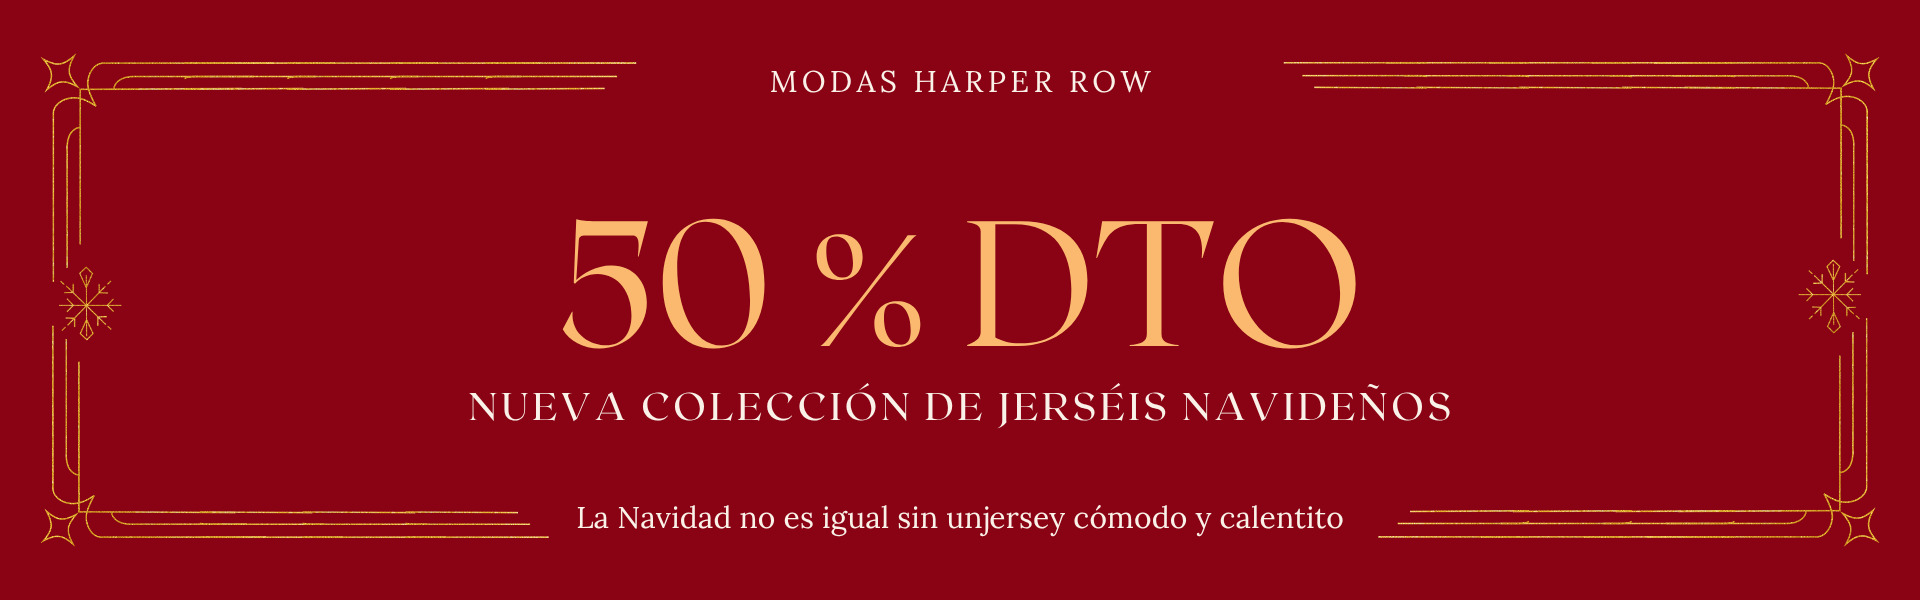 MODAS HARPER ROW
50 % DTO
NUEVA COLECCIÓN DE JERSÉIS NAVIDEÑOS
La Navidad no es igual sin unjersey cómodo y calentito